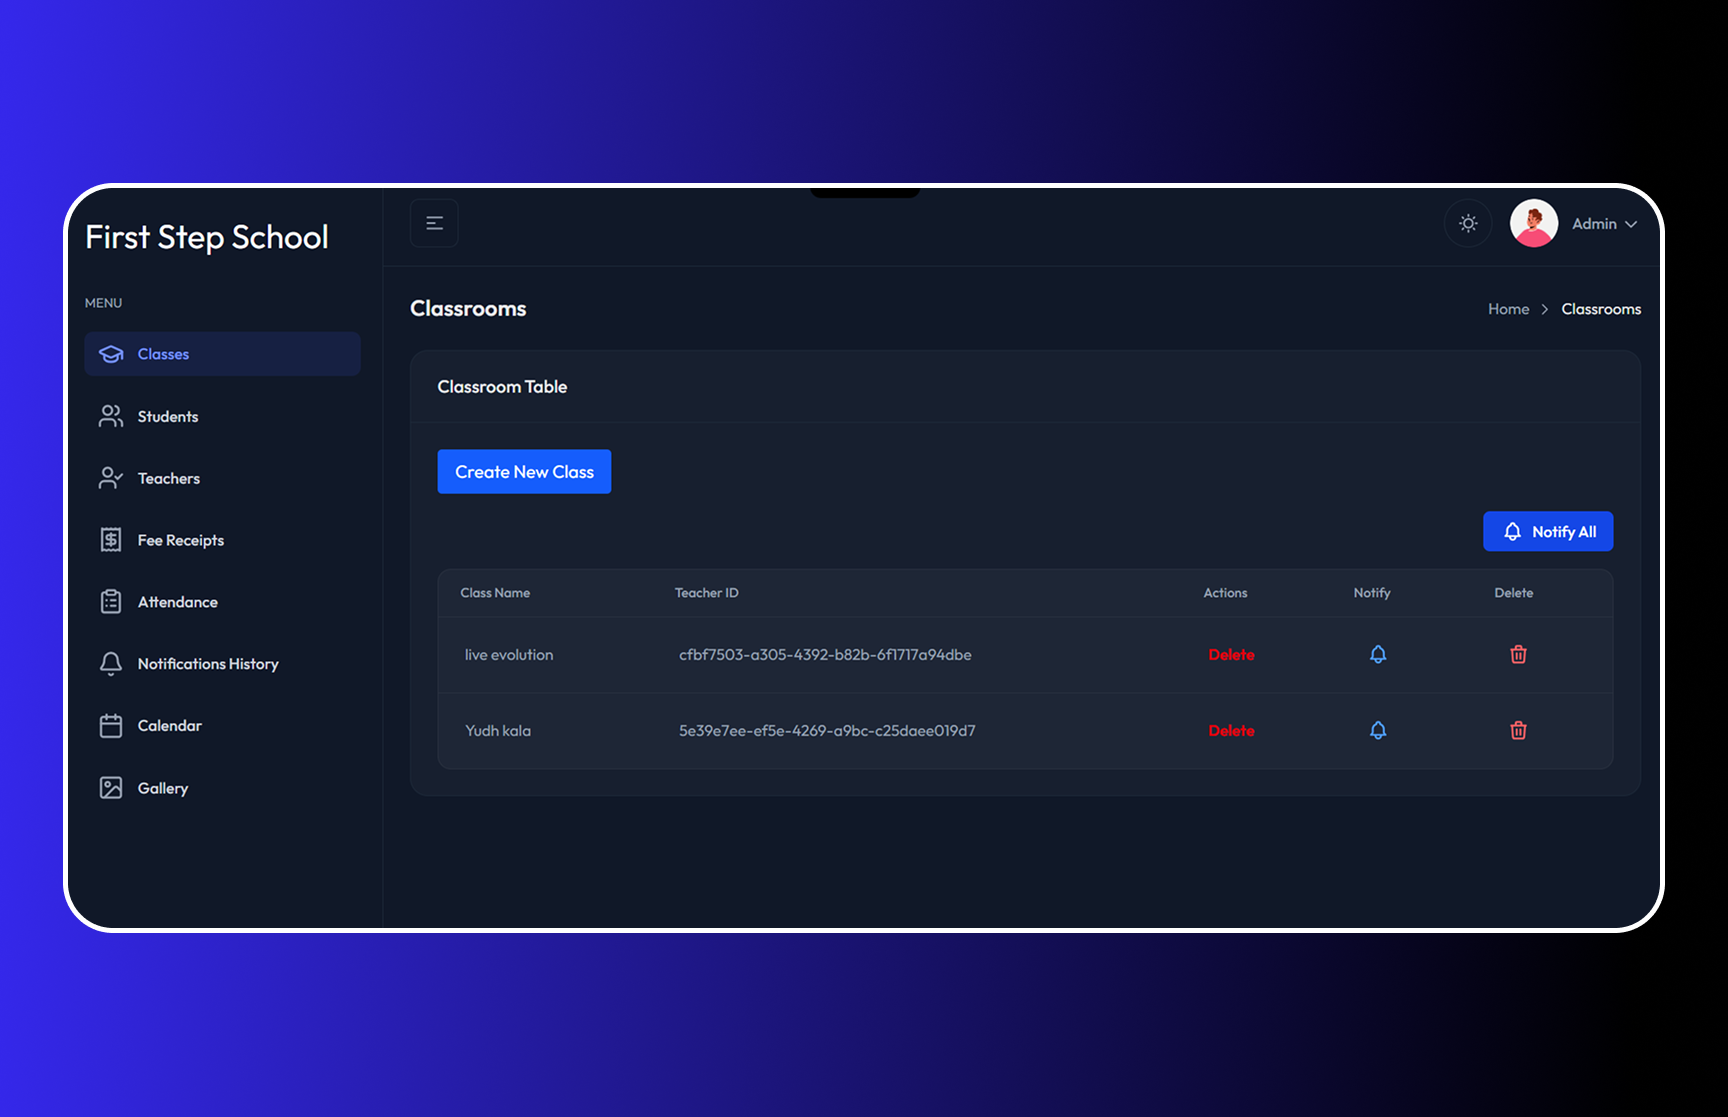 First Step School
MENU
Classes
Students
Teachers
Fee Receipts
Attendance
Notifications History
Calendar
Gallery
Admin
Classrooms
Home > Classrooms
Classroom Table
Create New Class
Notify All
Class Name Teacher ID Actions Notify Delete
live evolution cfbf7503-a305-4392-b82b-6f1717a94dbe Delete
Yudh kala 5e39e7ee-ef5e-4269-a9bc-c25daee019d7 Delete